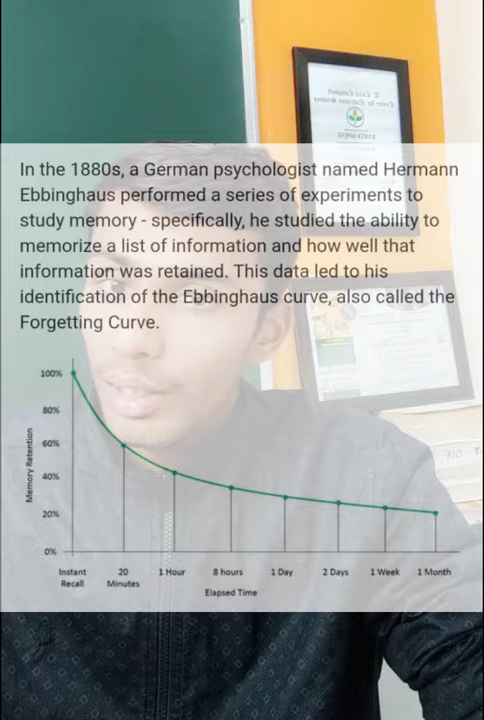 In the 1880s, a German psychologist named Hermann
Ebbinghaus performed a series of experiments to
study memory - specifically, he studied the ability to
memorize a list of information and how well that
information was retained. This data led to his
identification of the Ebbinghaus curve, also called the
Forgetting Curve.
100%
80%
60%
40%
20%
0%
Memory Retention
Instant Recall
20 Minutes
1 Hour
8 hours
1 Day
2 Days
1 Week
1 Month
Elapsed Time